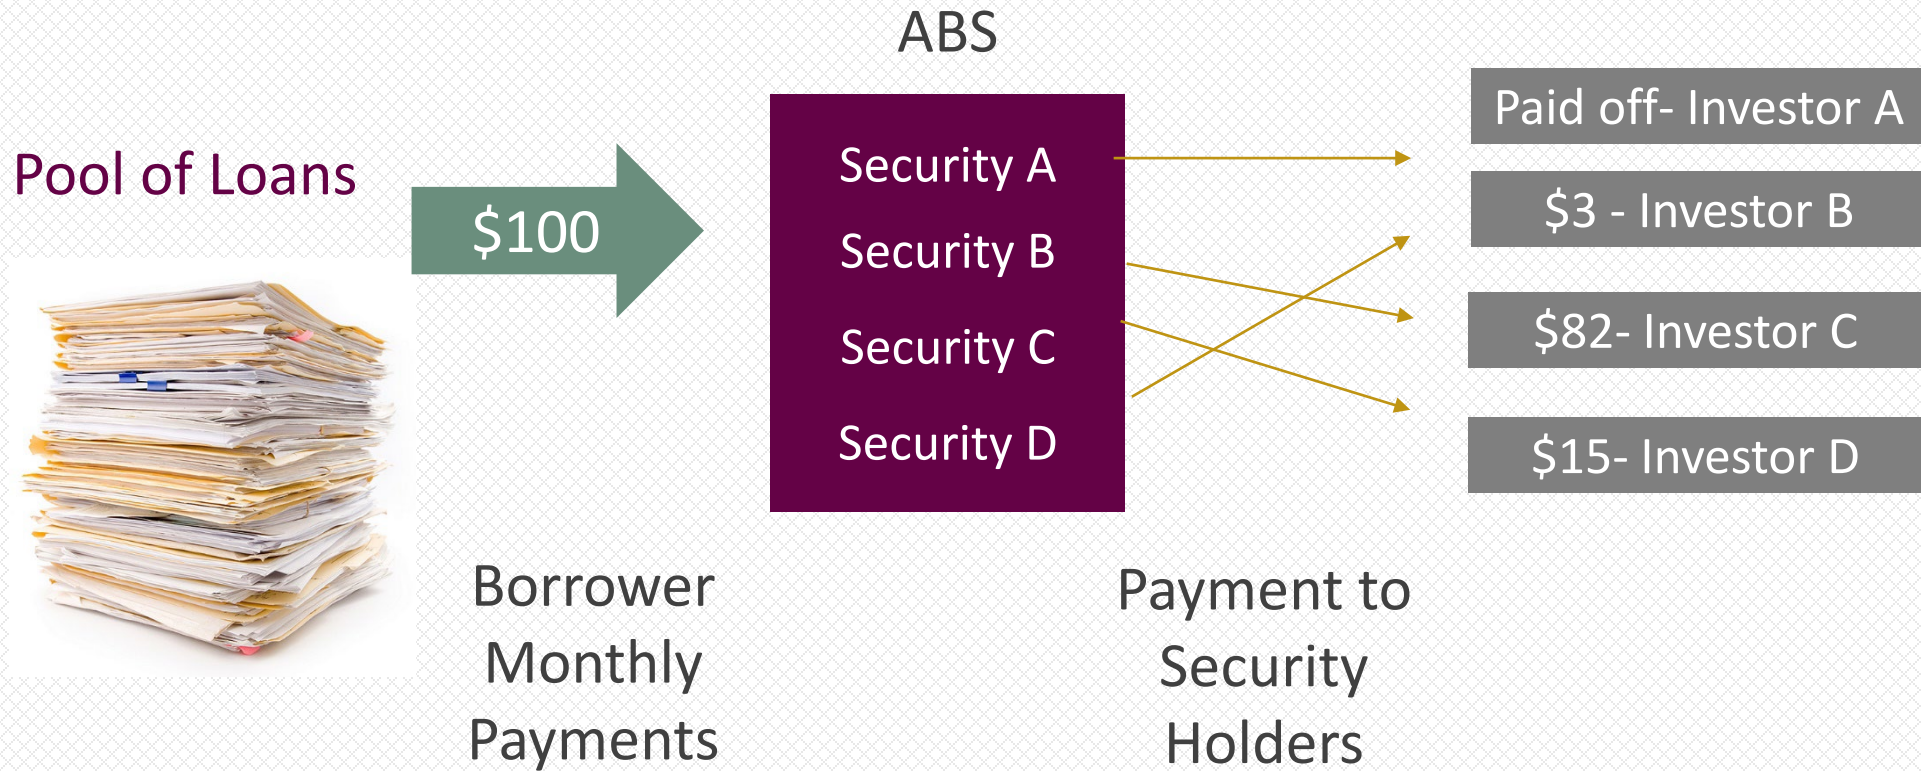 ABS
Pool of Loans
$100
Security A
Security B
Security C
Security D
Paid off- Investor A
$3 - Investor B
$82- Investor C
$15- Investor D
Borrower
Monthly
Payments
Payment to
Security
Holders